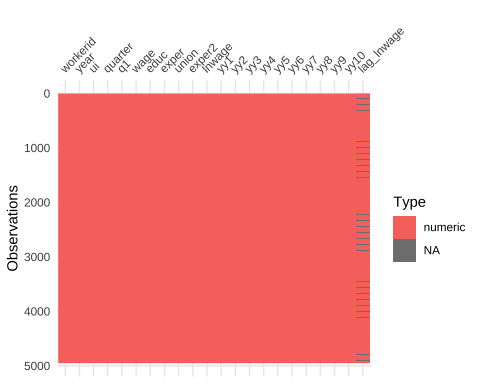 workerid
year
ui
quarter
q1
wage
educ
exper
union
exper2
lnwage
yy1
yy2
yy3
yy4
yy5
yy6
yy7
yy8
yy9
yy10
lag_lnwage
0
1000
2000
3000
4000
5000
Observations
Type
numeric
NA